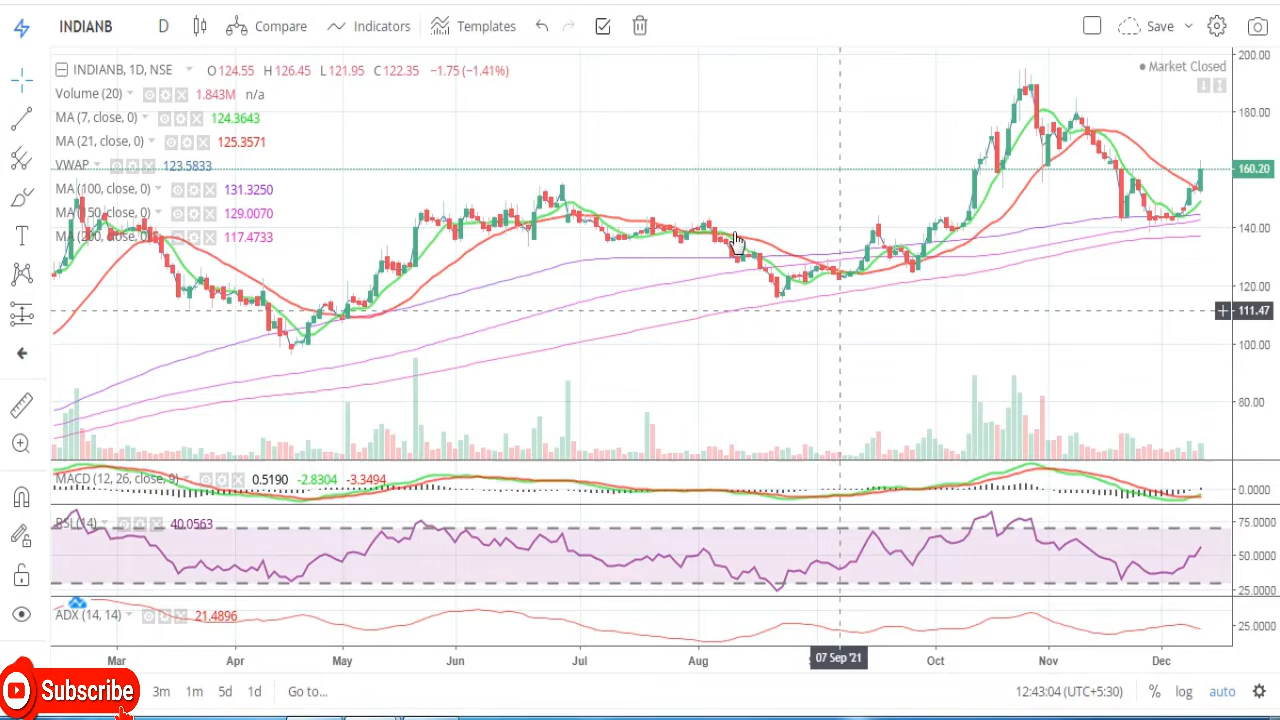 INDIANB D Compare Indicators Templates Save
INDIANB, 1D, NSE O 124.55 H 126.45 L 121.95 C 122.35 −1.75 (−1.41%)
Market Closed
Volume (20) 1.843M n/a
MA (7, close, 0) 124.3643
MA (21, close, 0) 125.3571
VWAP 123.5833
MA (100, close, 0) 131.3250
MA (150, close, 0) 129.0070
MA (200, close, 0) 117.4733
200.00
180.00
160.20
140.00
120.00
111.47
100.00
80.00
MACD (12, 26, close, 9) 0.5190 -2.8304 -3.3494
0.0000
RSI (14) 40.0563
75.0000
50.0000
25.0000
ADX (14, 14) 21.4896
25.0000
Mar Apr May Jun Jul Aug 07 Sep '21 Oct Nov Dec
Subscribe
3m 1m 5d 1d Go to... 12:43:04 (UTC+5:30) % log auto